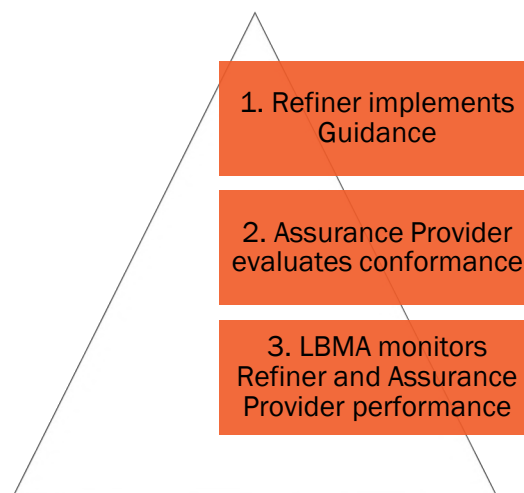 1. Refiner implements
Guidance
2. Assurance Provider
evaluates conformance
3. LBMA monitors
Refiner and Assurance
Provider performance